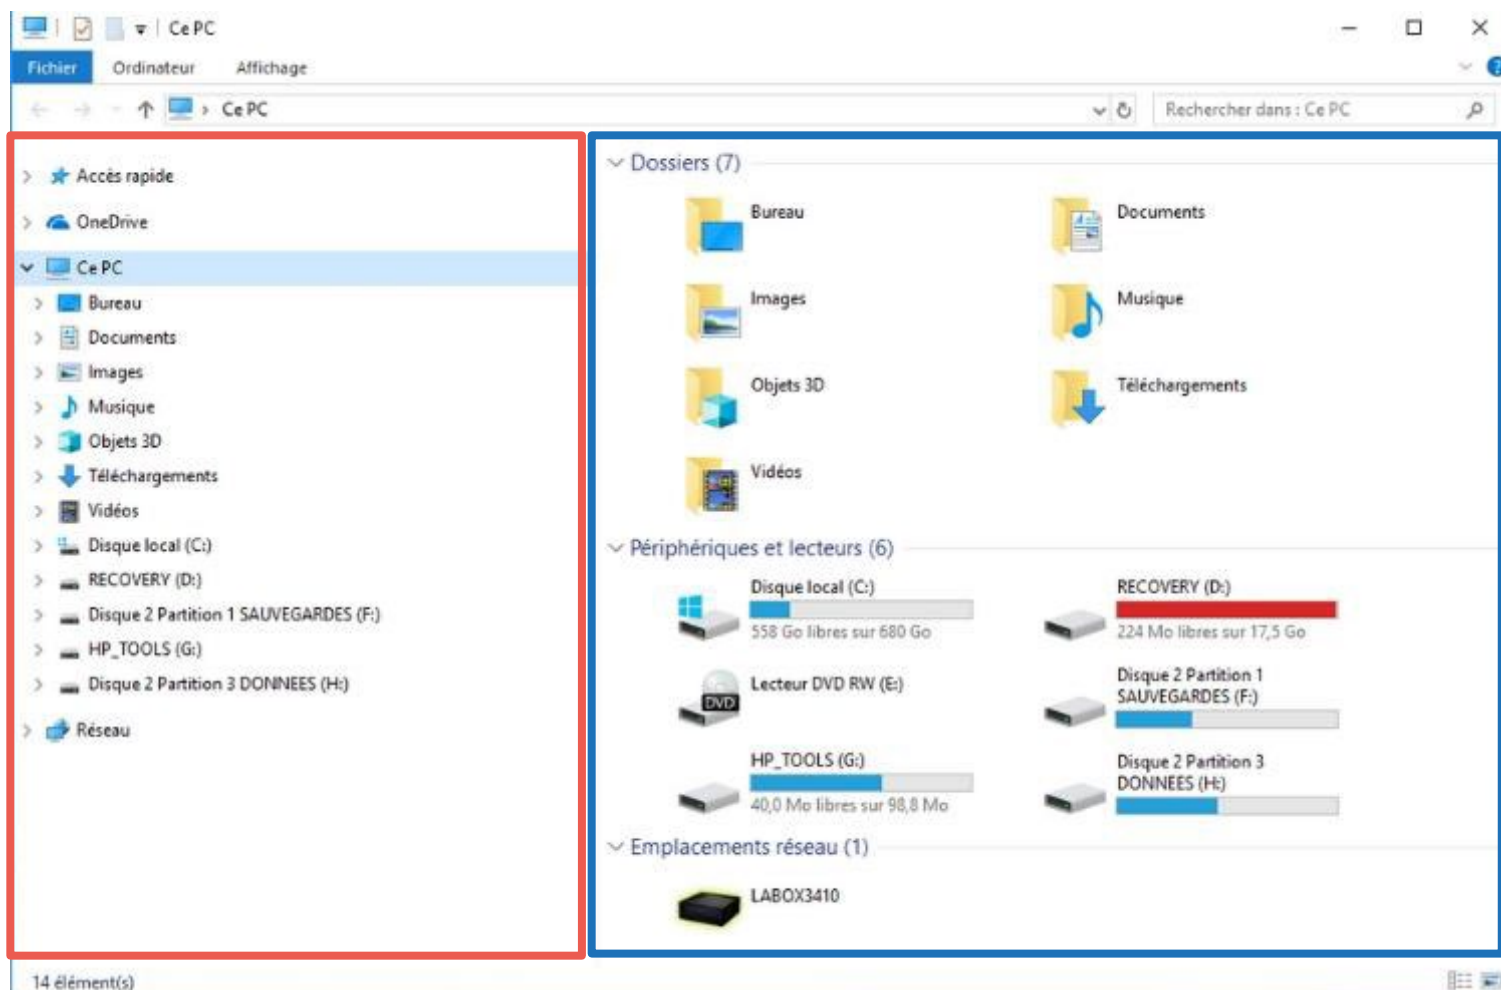 Ce PC
Fichier Ordinateur Affichage
Ce PC
Rechercher dans : Ce PC
Accès rapide
OneDrive
Ce PC
Bureau
Documents
Images
Musique
Objets 3D
Téléchargements
Vidéos
Disque local (C:)
RECOVERY (D:)
Disque 2 Partition 1 SAUVEGARDES (F:)
HP_TOOLS (G:)
Disque 2 Partition 3 DONNEES (H:)
Réseau
Dossiers (7)
Bureau
Documents
Images
Musique
Objets 3D
Téléchargements
Vidéos
Périphériques et lecteurs (6)
Disque local (C:)
558 Go libres sur 680 Go
RECOVERY (D:)
224 Mo libres sur 17,5 Go
DVD
Lecteur DVD RW (E:)
Disque 2 Partition 1
SAUVEGARDES (F:)
HP_TOOLS (G:)
40,0 Mo libres sur 98,8 Mo
Disque 2 Partition 3
DONNEES (H:)
Emplacements réseau (1)
LABOX3410
14 élément(s)